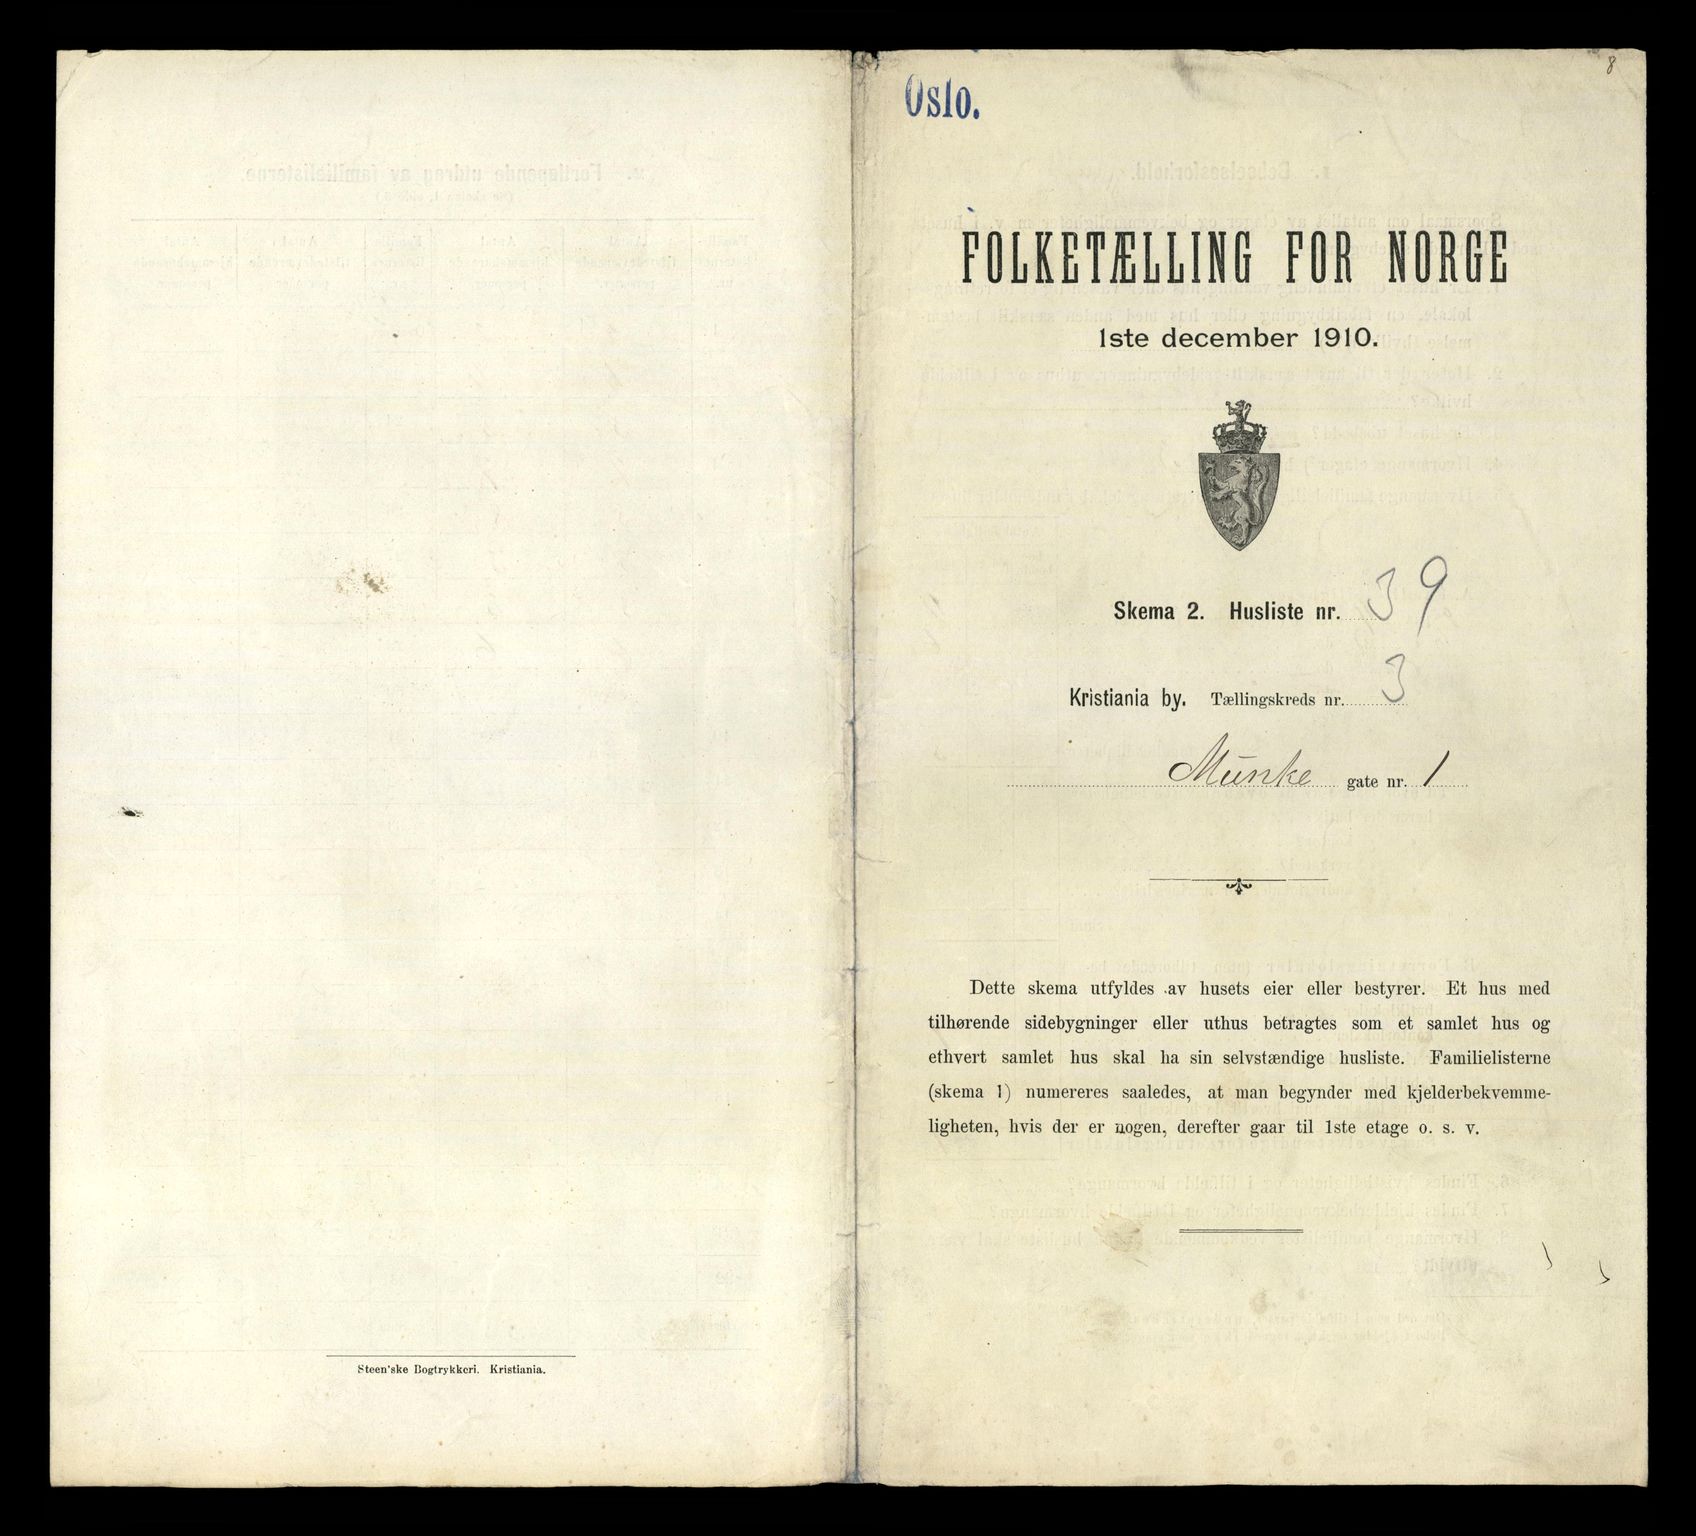 Steen'ske Bogtrykkeri. Kristiania.
8
Oslo.
FOLKETÆLLING FOR NORGE
1ste december 1910.
Skema 2. Husliste nr. 39
Kristiania by. Tællingskreds nr. 3
Munke gate nr. 1
Dette skema utfyldes av husets eier eller bestyrer. Et hus med
tilhørende sidebygninger eller uthus betragtes som et samlet hus og
ethvert samlet hus skal ha sin selvstændige husliste. Familielisterne
(skema 1) numereres saaledes, at man begynder med kjelderbekvemme-
ligheten, hvis der er nogen, derefter gaar til 1ste etage o. s. v.